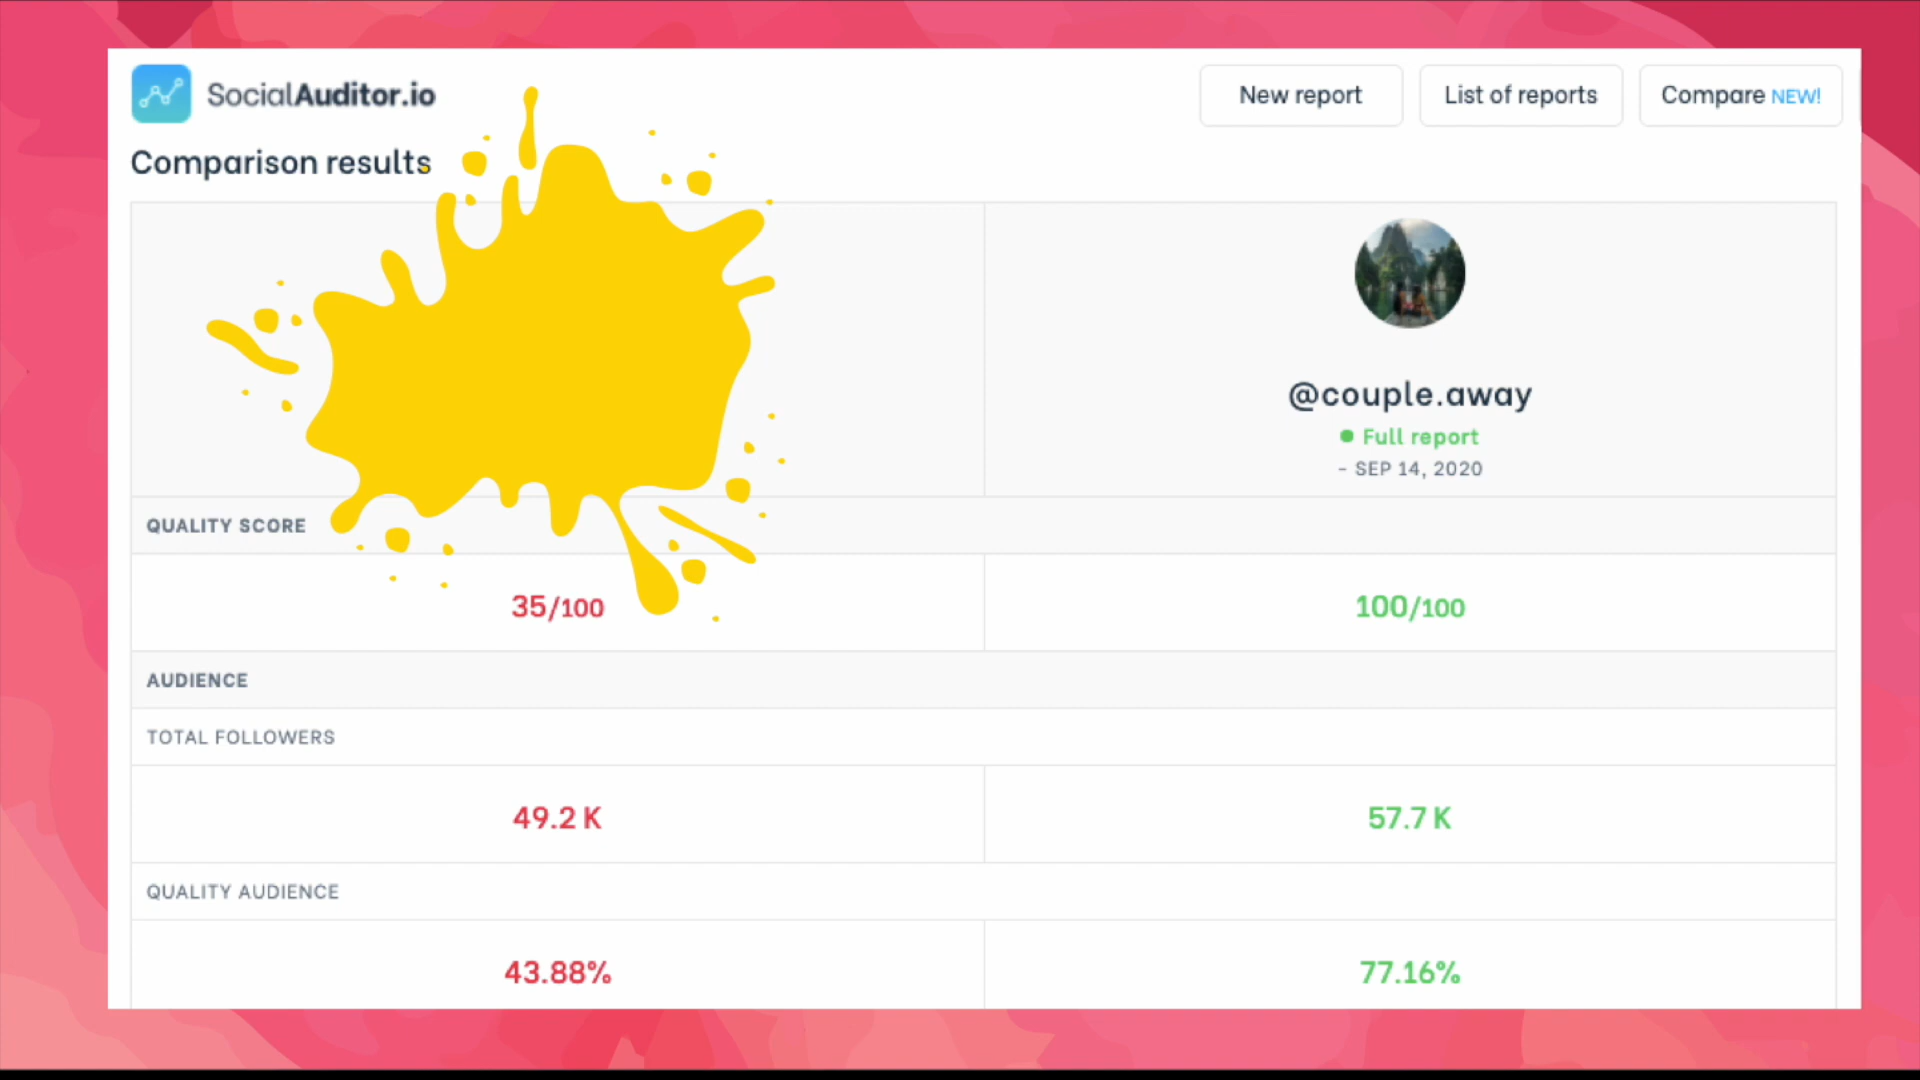 SocialAuditor.io
New report
List of reports
Compare NEW!
Comparison results
@couple.away
Full report
- SEP 14, 2020
QUALITY SCORE
35/100
100/100
AUDIENCE
TOTAL FOLLOWERS
49.2 K
57.7 K
QUALITY AUDIENCE
43.88%
77.16%